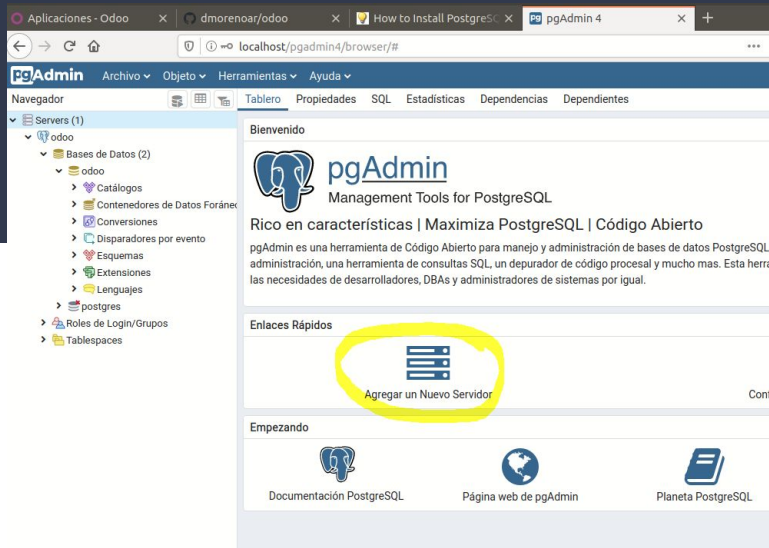 Aplicaciones - Odoo
dmorenoar/odoo
How to Install PostgreS
pgAdmin 4
localhost/pgadmin4/browser/#
pgAdmin Archivo Objeto Herramientas Ayuda
Navegador
Tablero Propiedades SQL Estadísticas Dependencias Dependientes
Servers (1)
odoo
Bases de Datos (2)
odoo
Catálogos
Contenedores de Datos Foráneo
Conversiones
Disparadores por evento
Esquemas
Extensiones
Lenguajes
postgres
Roles de Login/Grupos
Tablespaces
Bienvenido
pgAdmin
Management Tools for PostgreSQL
Rico en características | Maximiza PostgreSQL | Código Abierto
pgAdmin es una herramienta de Código Abierto para manejo y administración de bases de datos PostgreSQL
administración, una herramienta de consultas SQL, un depurador de código procesal y mucho mas. Esta herra
las necesidades de desarrolladores, DBAs y administradores de sistemas por igual.
Enlaces Rápidos
Agregar un Nuevo Servidor
Conf
Empezando
Documentación PostgreSQL
Página web de pgAdmin
Planeta PostgreSQL